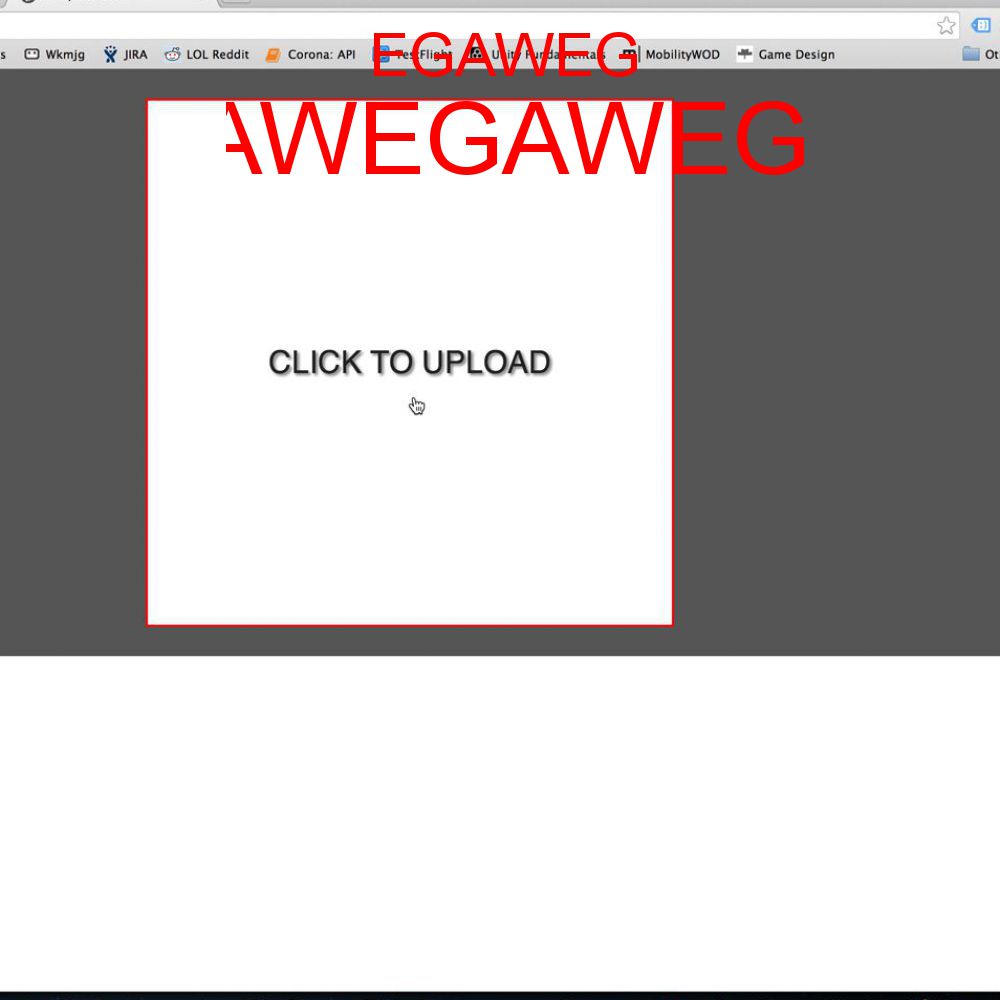 EGAWEG
s Wkmjg JIRA LOL Reddit Corona: API TestFlight Unity Fundamentals MobilityWOD Game Design Ot
AWEGAWEG
CLICK TO UPLOAD